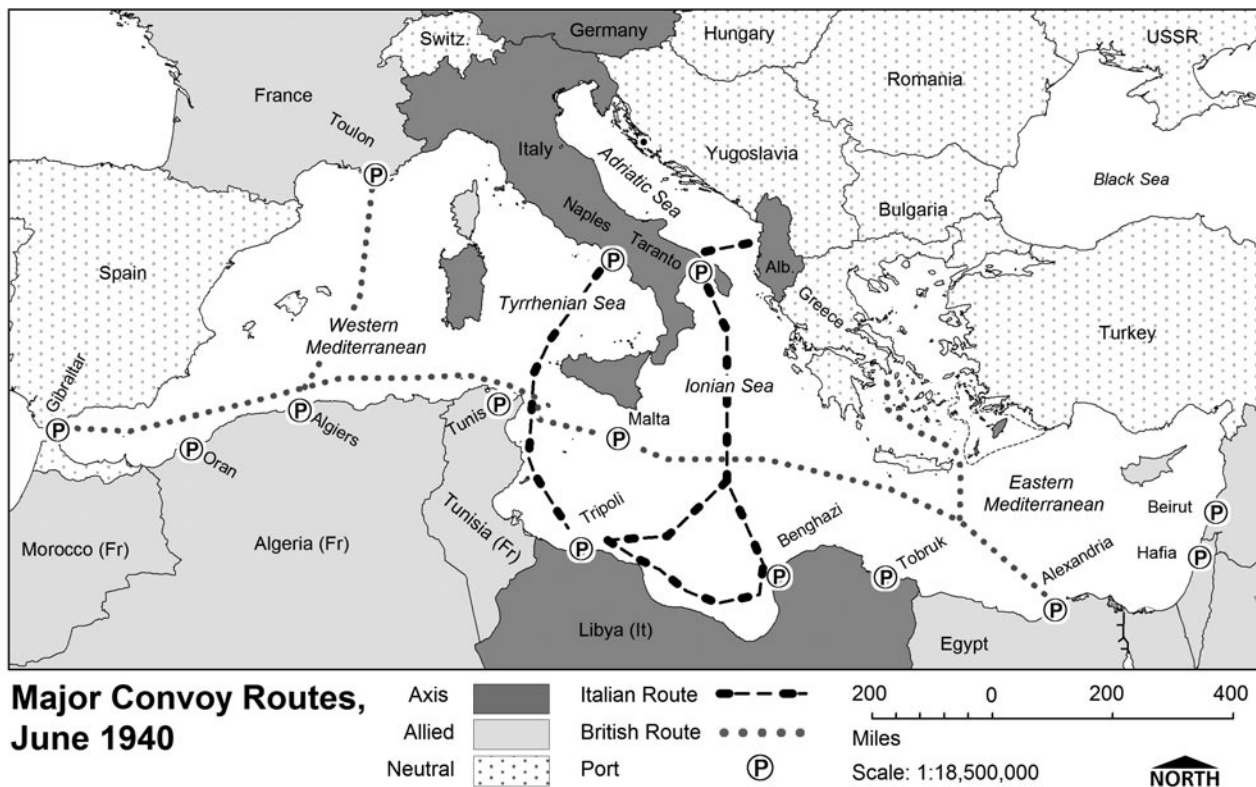 Switz.
Germany
Hungary
USSR
Romania
France
Toulon
Italy
Yugoslavia
Adriatic Sea
Black Sea
Bulgaria
Naples
Taranto
Alb.
Spain
Tyrrhenian Sea
Greece
Turkey
Western
Mediterranean
Ionian Sea
Gibraltar
Malta
Tunis
Algiers
Oran
Eastern
Mediterranean
Beirut
Tripoli
Benghazi
Tobruk
Alexandria
Hafia
Morocco (Fr)
Algeria (Fr)
Tunisia (Fr)
Libya (It)
Egypt
P
P
P
P
P
P
P
P
P
P
P
P
P
P
Major Convoy Routes,
June 1940
Axis
Allied
Neutral
Italian Route
British Route
Port
P
200 0 200 400
Miles
Scale: 1:18,500,000
NORTH